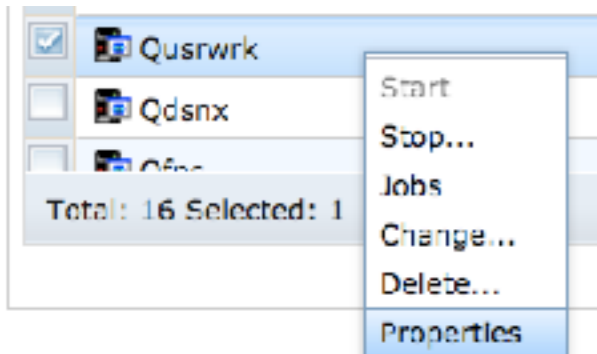 Qusrwrk
Qdsnx
Total: 16 Selected: 1
Start
Stop...
Jobs
Change...
Delete...
Properties